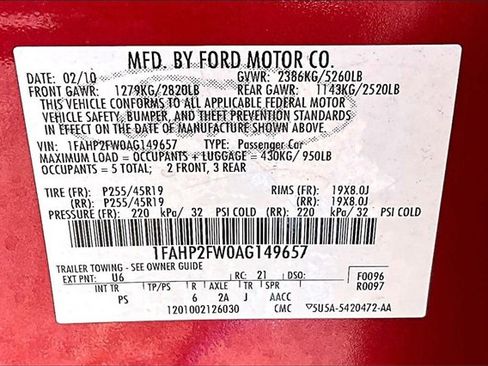 MFD. BY FORD MOTOR CO.
DATE: 02/10 GVWR: 2386KG/5260LB
FRONT GAWR: 1279KG/2820LB REAR GAWR: 1143KG/2520LB
THIS VEHICLE CONFORMS TO ALL APPLICABLE FEDERAL MOTOR
VEHICLE SAFETY, BUMPER, AND THEFT PREVENTION STANDARDS
IN EFFECT ON THE DATE OF MANUFACTURE SHOWN ABOVE.
VIN: 1FAHP2FW0AG149657 TYPE: Passenger Car
MAXIMUM LOAD = OCCUPANTS + LUGGAGE = 430KG/950LB
OCCUPANTS = 5 TOTAL; 2 FRONT, 3 REAR
TIRE (FR): P255/45R19 RIMS (FR): 19X8.0J
(RR): P255/45R19 (RR): 19X8.0J
PRESSURE (FR): 220 kPa/ 32 PSI COLD (RR): 220 kPa/ 32 PSI COLD
1FAHP2FW0AG149657
TRAILER TOWING - SEE OWNER GUIDE
EXT PNT: U6 RC: 21 DSO: F0096
WB INT TR TP/PS R AXLE TR SPR R0097
PS 6 2A J AACC
1201002126030 CMC 5U5A-5420472-AA